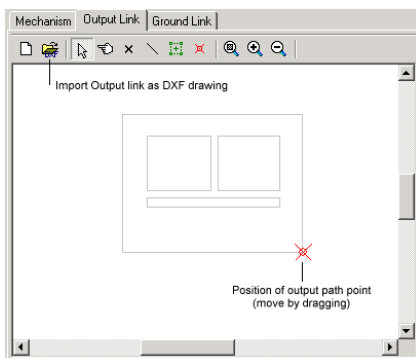 Mechanism Output Link Ground Link
Import Output link as DXF drawing
Position of output path point
(move by dragging)